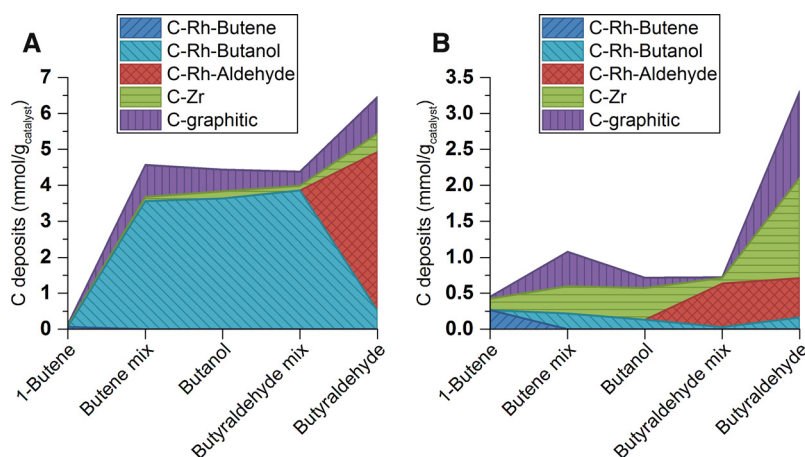 A
C-Rh-Butene
C-Rh-Butanol
C-Rh-Aldehyde
C-Zr
C-graphitic
C deposits (mmol/gcatalyst)
7
6
5
4
3
2
1
0
1-Butene
Butene mix
Butanol
Butyraldehyde mix
Butyraldehyde
B
C-Rh-Butene
C-Rh-Butanol
C-Rh-Aldehyde
C-Zr
C-graphitic
C deposits (mmol/gcatalyst)
3.5
3.0
2.5
2.0
1.5
1.0
0.5
0.0
1-Butene
Butene mix
Butanol
Butyraldehyde mix
Butyraldehyde